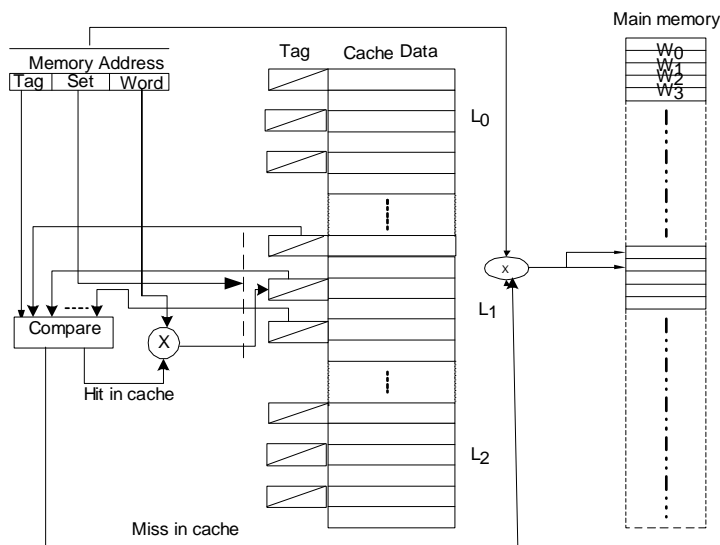 Main memory
Memory Address
Tag Set Word
Tag Cache Data
W0
W1
W2
W3
L0
X
L1
Compare
X
Hit in cache
L2
Miss in cache